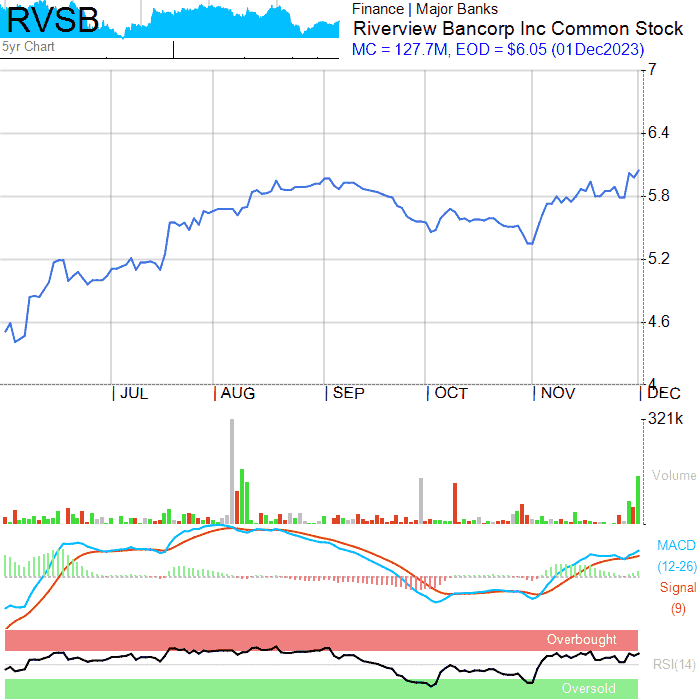 RVSB
5yr Chart
Finance | Major Banks
Riverview Bancorp Inc Common Stock
MC = 127.7M, EOD = $6.05 (01Dec2023)
7
6.4
5.8
5.2
4.6
4
JUL AUG SEP OCT NOV DEC
321k
Volume
MACD
(12-26)
Signal
(9)
Overbought
RSI(14)
Oversold